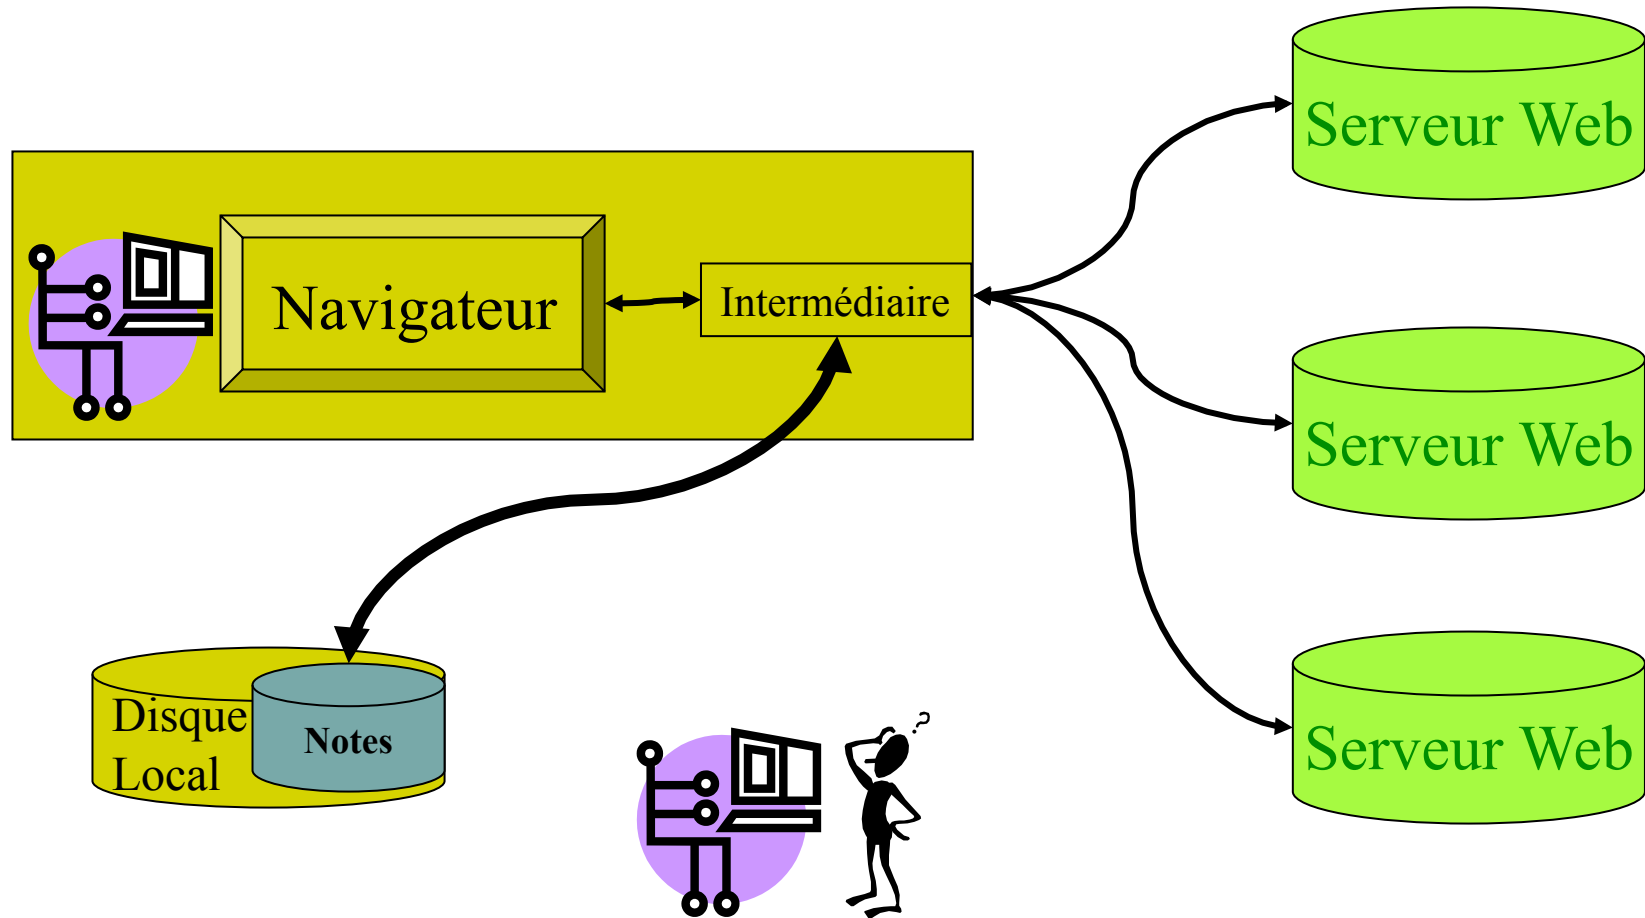 Serveur Web
Navigateur
Intermédiaire
Serveur Web
Disque
Local
Notes
?
Serveur Web